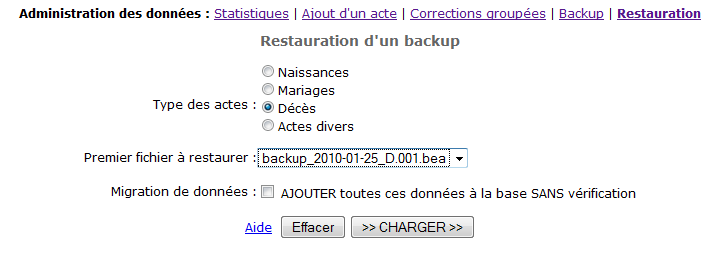 Administration des données : Statistiques | Ajout d'un acte | Corrections groupées | Backup | Restauration
Restauration d'un backup
Naissances
Mariages
Type des actes : Décès
Actes divers
Premier fichier à restaurer : backup_2010-01-25_D.001.bea
Migration de données : AJOUTER toutes ces données à la base SANS vérification
Aide Effacer >> CHARGER >>